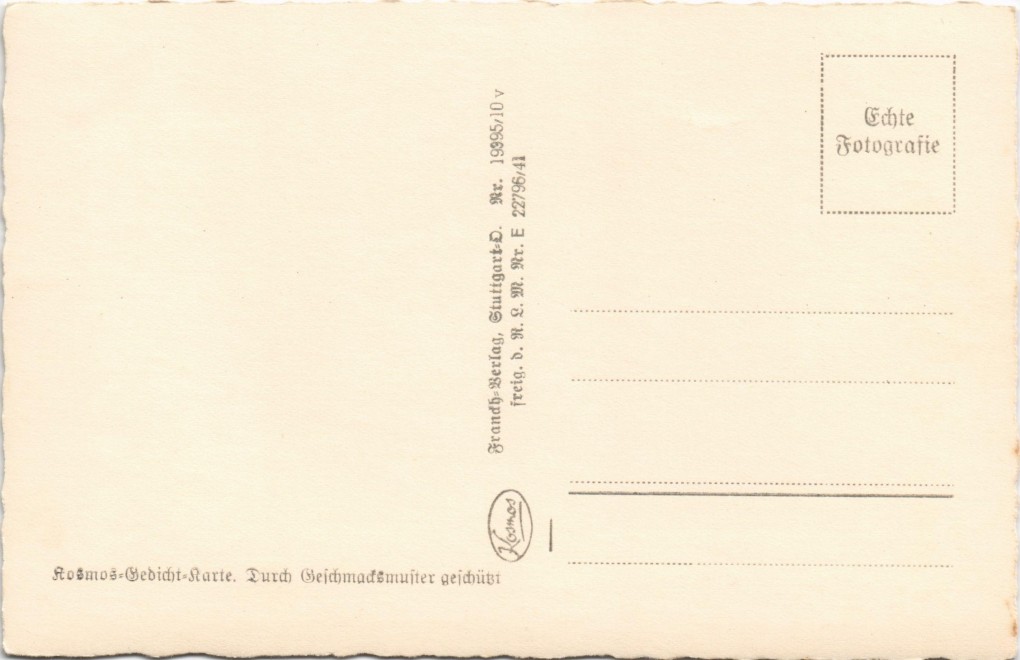 Echte
Fotografie
Franckh-Verlag, Stuttgart-O. Nr. 19995/10 v
freig. d. R. L. M. Nr. E 22796/41
Kosmos
Kosmos-Gedicht-Karte. Durch Geschmacksmuster geschützt